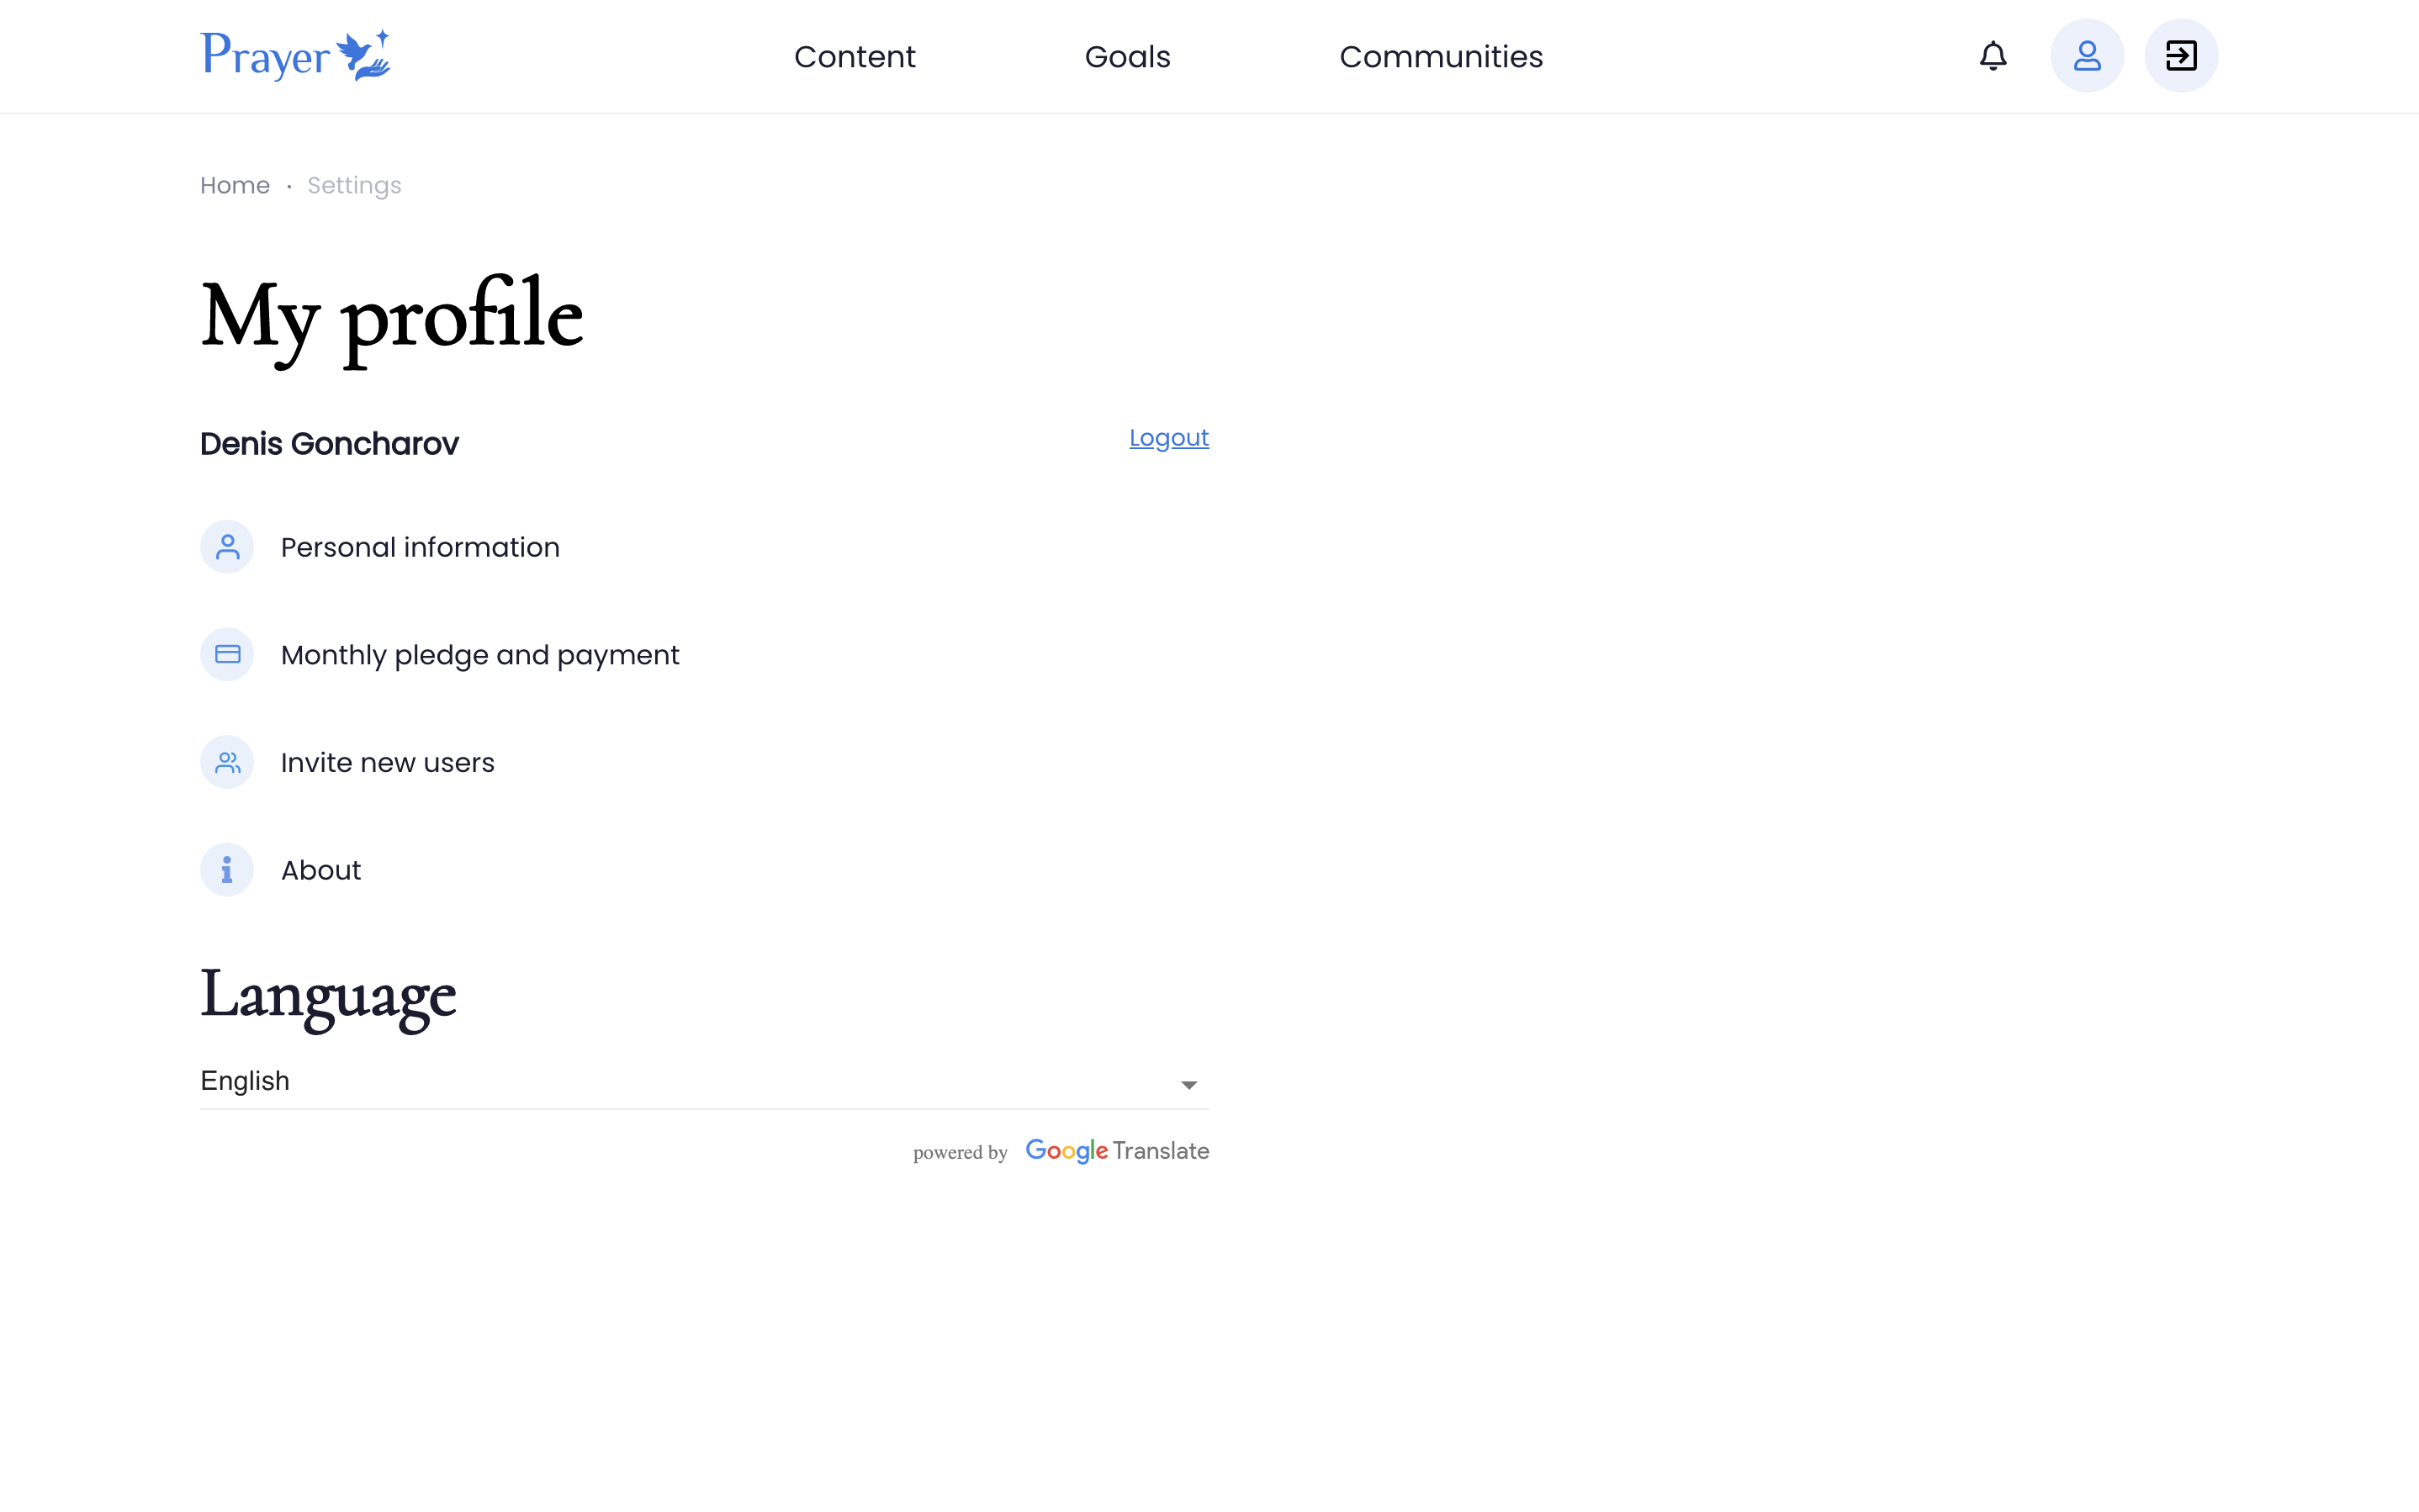 Prayer
Content
Goals
Communities
Home · Settings
My profile
Denis Goncharov
Logout
Personal information
Monthly pledge and payment
Invite new users
About
Language
English
powered by Google Translate